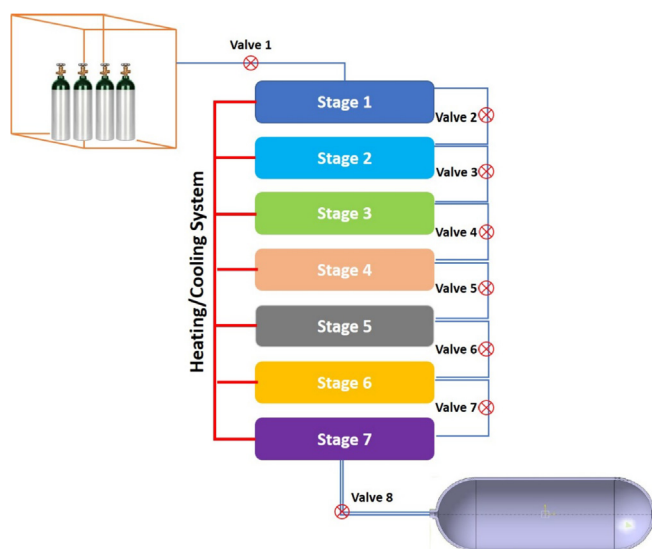 Valve 1
Stage 1
Valve 2
Stage 2
Valve 3
Stage 3
Valve 4
Stage 4
Valve 5
Stage 5
Valve 6
Stage 6
Valve 7
Stage 7
Valve 8
Heating/Cooling System